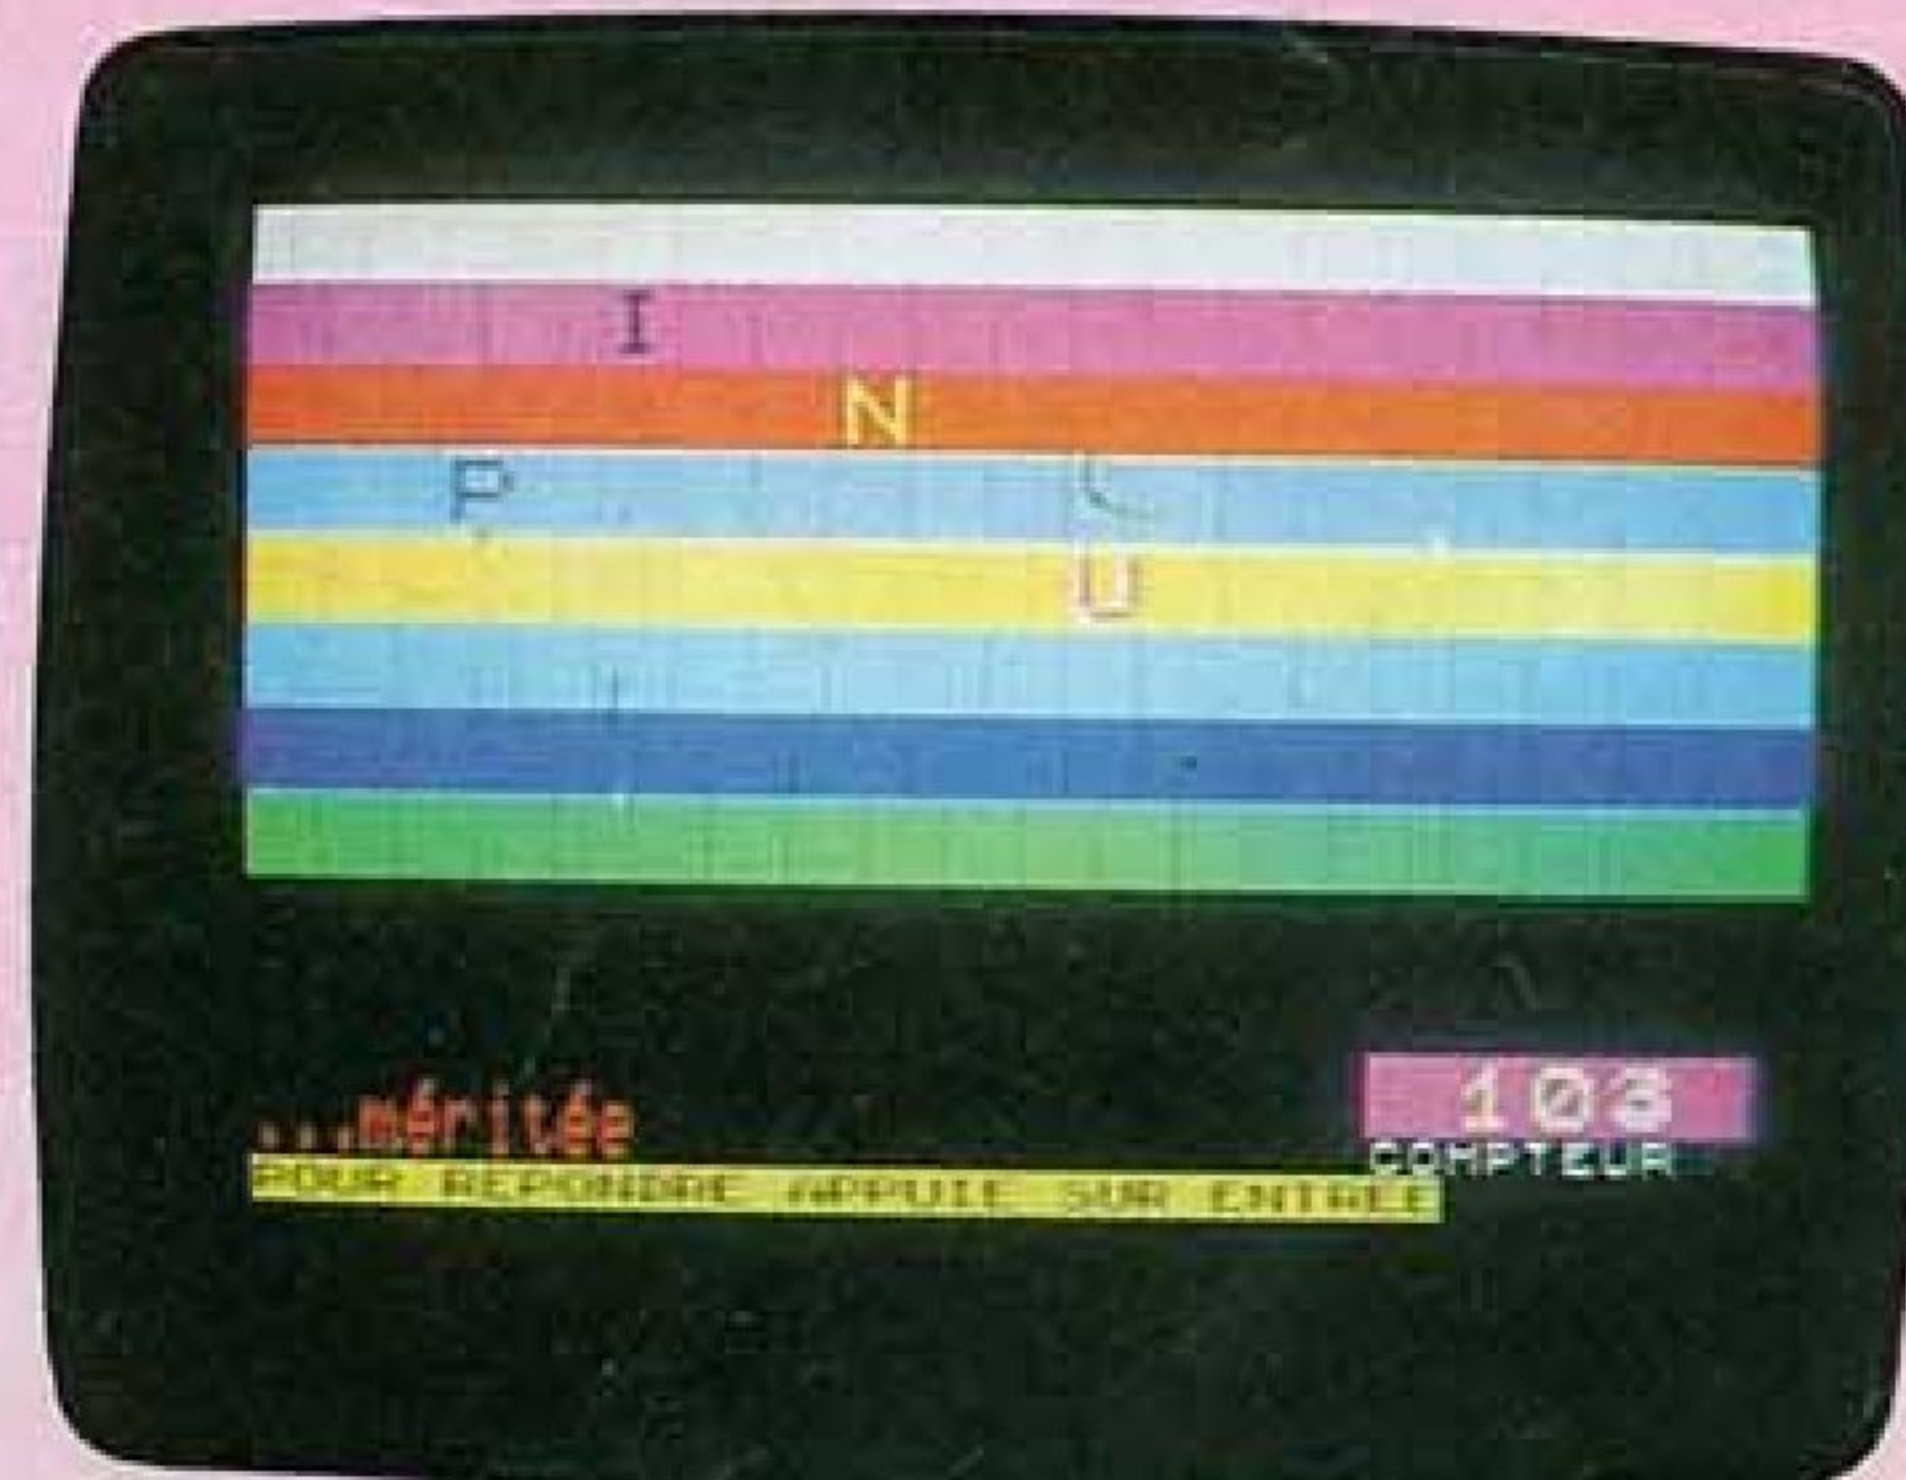 I
N
P
U
...méritée
103
COMPTEUR
POUR REPONDRE APPUIE SUR ENTREE